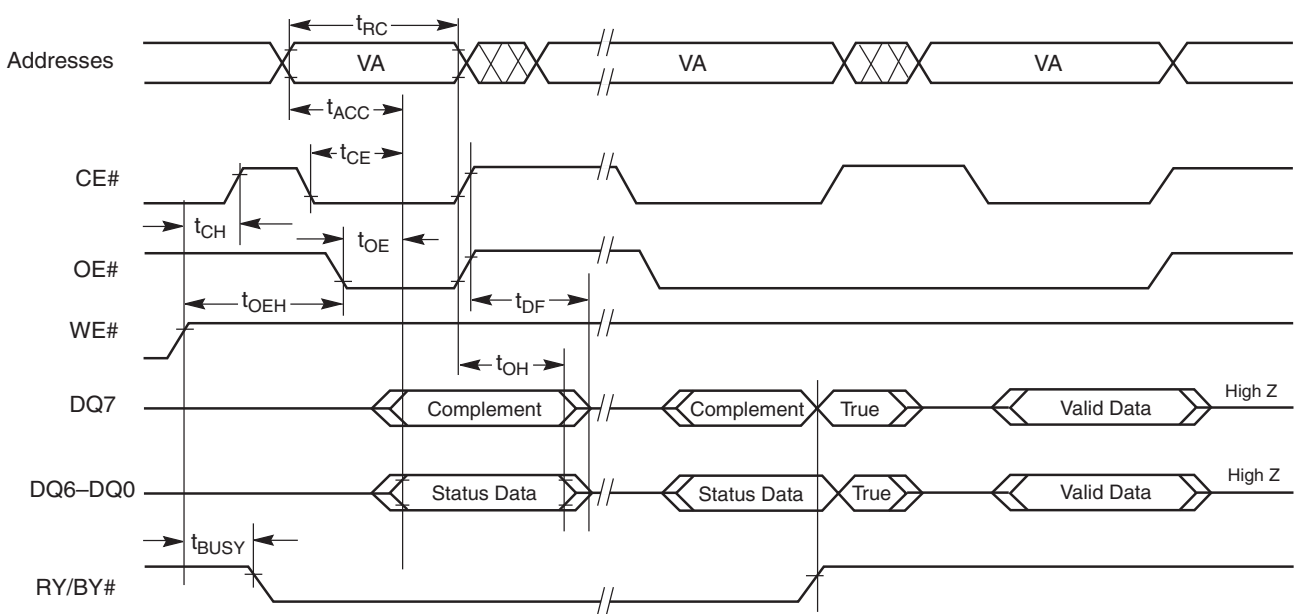 tRC
Addresses VA VA VA
tACC
tCE
CE#
tCH
tOE
OE#
tOEH tDF
WE#
tOH
DQ7 Complement Complement True Valid Data High Z
DQ6–DQ0 Status Data Status Data True Valid Data High Z
tBUSY
RY/BY#